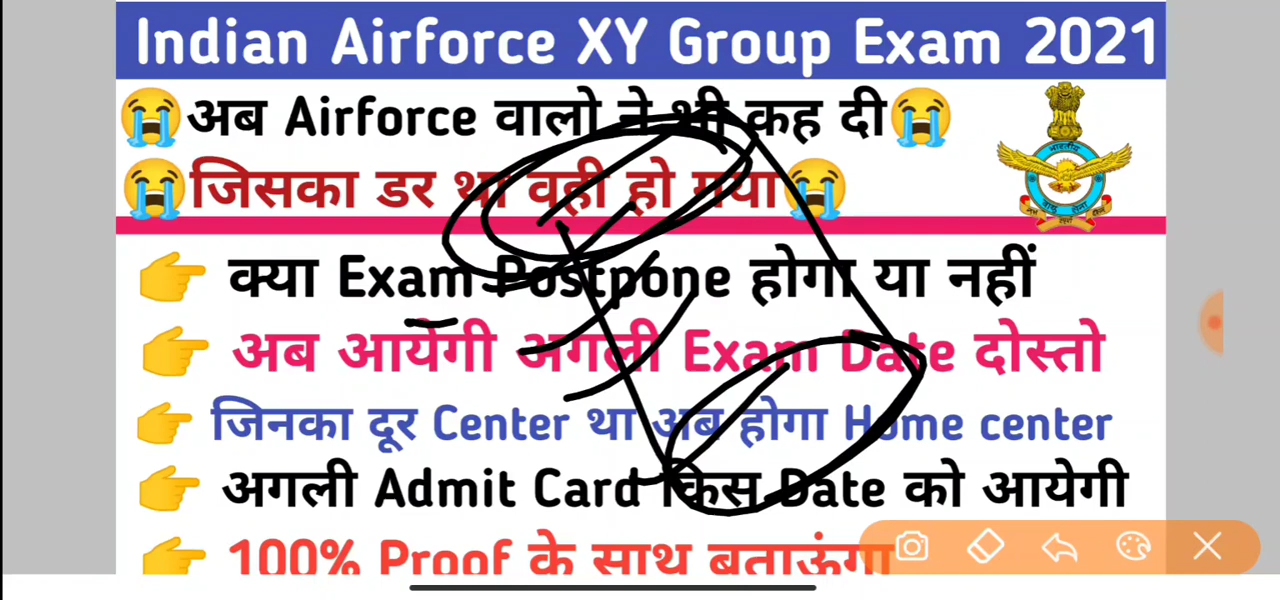 Indian Airforce XY Group Exam 2021
अब Airforce वालो ने भी कह दी
जिसका डर था वही हो गया
क्या Exam Postpone होगा या नहीं
अब आयेगी अगली Exam Date दोस्तो
जिनका दूर Center था अब होगा Home center
अगली Admit Card किस Date को आयेगी
100% Proof के साथ बताऊंगा